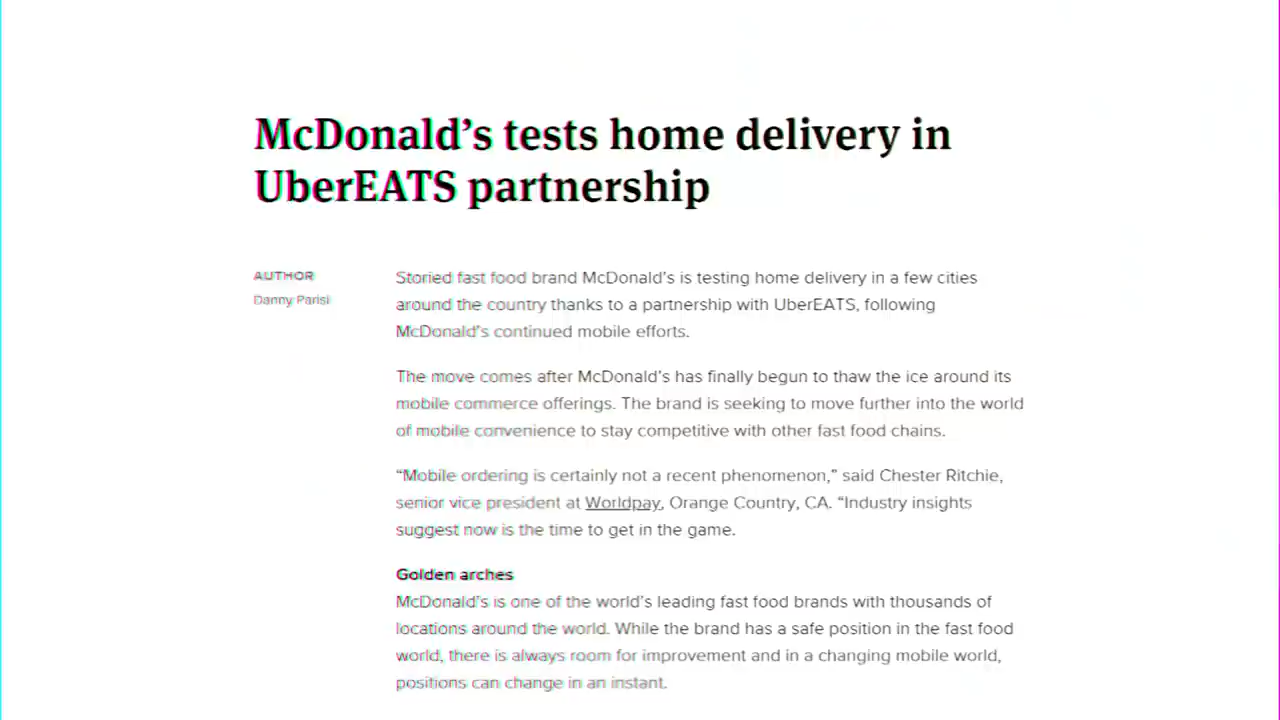 McDonald’s tests home delivery in
UberEATS partnership
AUTHOR
Danny Parisi
Storied fast food brand McDonald’s is testing home delivery in a few cities
around the country thanks to a partnership with UberEATS, following
McDonald’s continued mobile efforts.
The move comes after McDonald’s has finally begun to thaw the ice around its
mobile commerce offerings. The brand is seeking to move further into the world
of mobile convenience to stay competitive with other fast food chains.
“Mobile ordering is certainly not a recent phenomenon,” said Chester Ritchie,
senior vice president at Worldpay, Orange County, CA. “Industry insights
suggest now is the time to get in the game.
Golden arches
McDonald’s is one of the world’s leading fast food brands with thousands of
locations around the world. While the brand has a safe position in the fast food
world, there is always room for improvement and in a changing mobile world,
positions can change in an instant.